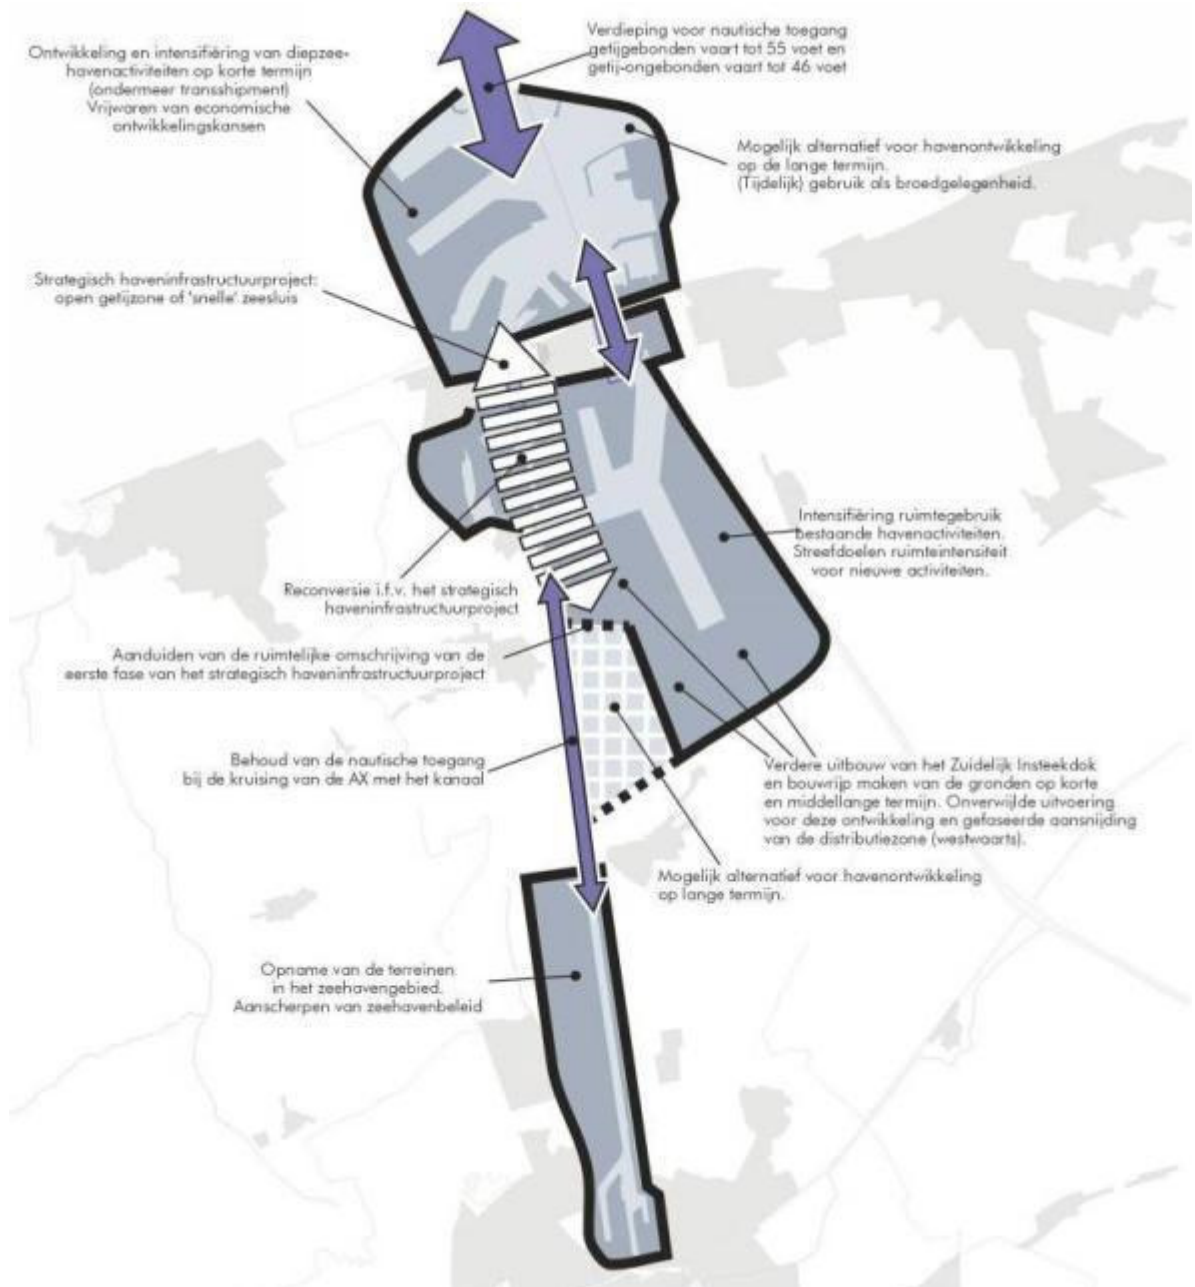 Ontwikkeling en intensifiëring van diepzee-
havenactiviteiten op korte termijn
(ondermeer transshipment)
Vrijwaren van economische
ontwikkelingskansen
Verdieping voor nautische toegang
getijgebonden vaart tot 55 voet en
getij-ongebonden vaart tot 46 voet
Mogelijk alternatief voor havenontwikkeling
op de lange termijn.
(Tijdelijk) gebruik als broedgelegenheid.
Strategisch haveninfrastructuurproject:
open getijzone of 'snelle' zeesluis
Intensifiëring ruimtegebruik
bestaande havenactiviteiten.
Streefdoelen ruimteintensiteit
voor nieuwe activiteiten.
Reconversie i.f.v. het strategisch
haveninfrastructuurproject
Aanduiden van de ruimtelijke omschrijving van de
eerste fase van het strategisch haveninfrastructuurproject
Behoud van de nautische toegang
bij de kruising van de AX met het kanaal
Verdere uitbouw van het Zuidelijk Insteekdok
en bouwrijp maken van de gronden op korte
en middellange termijn. Onverwijlde uitvoering
voor deze ontwikkeling en gefaseerde aansnijding
van de distributiezone (westwaarts).
Mogelijk alternatief voor havenontwikkeling
op lange termijn.
Opname van de terreinen
in het zeehavengebied.
Aanscherpen van zeehavenbeleid